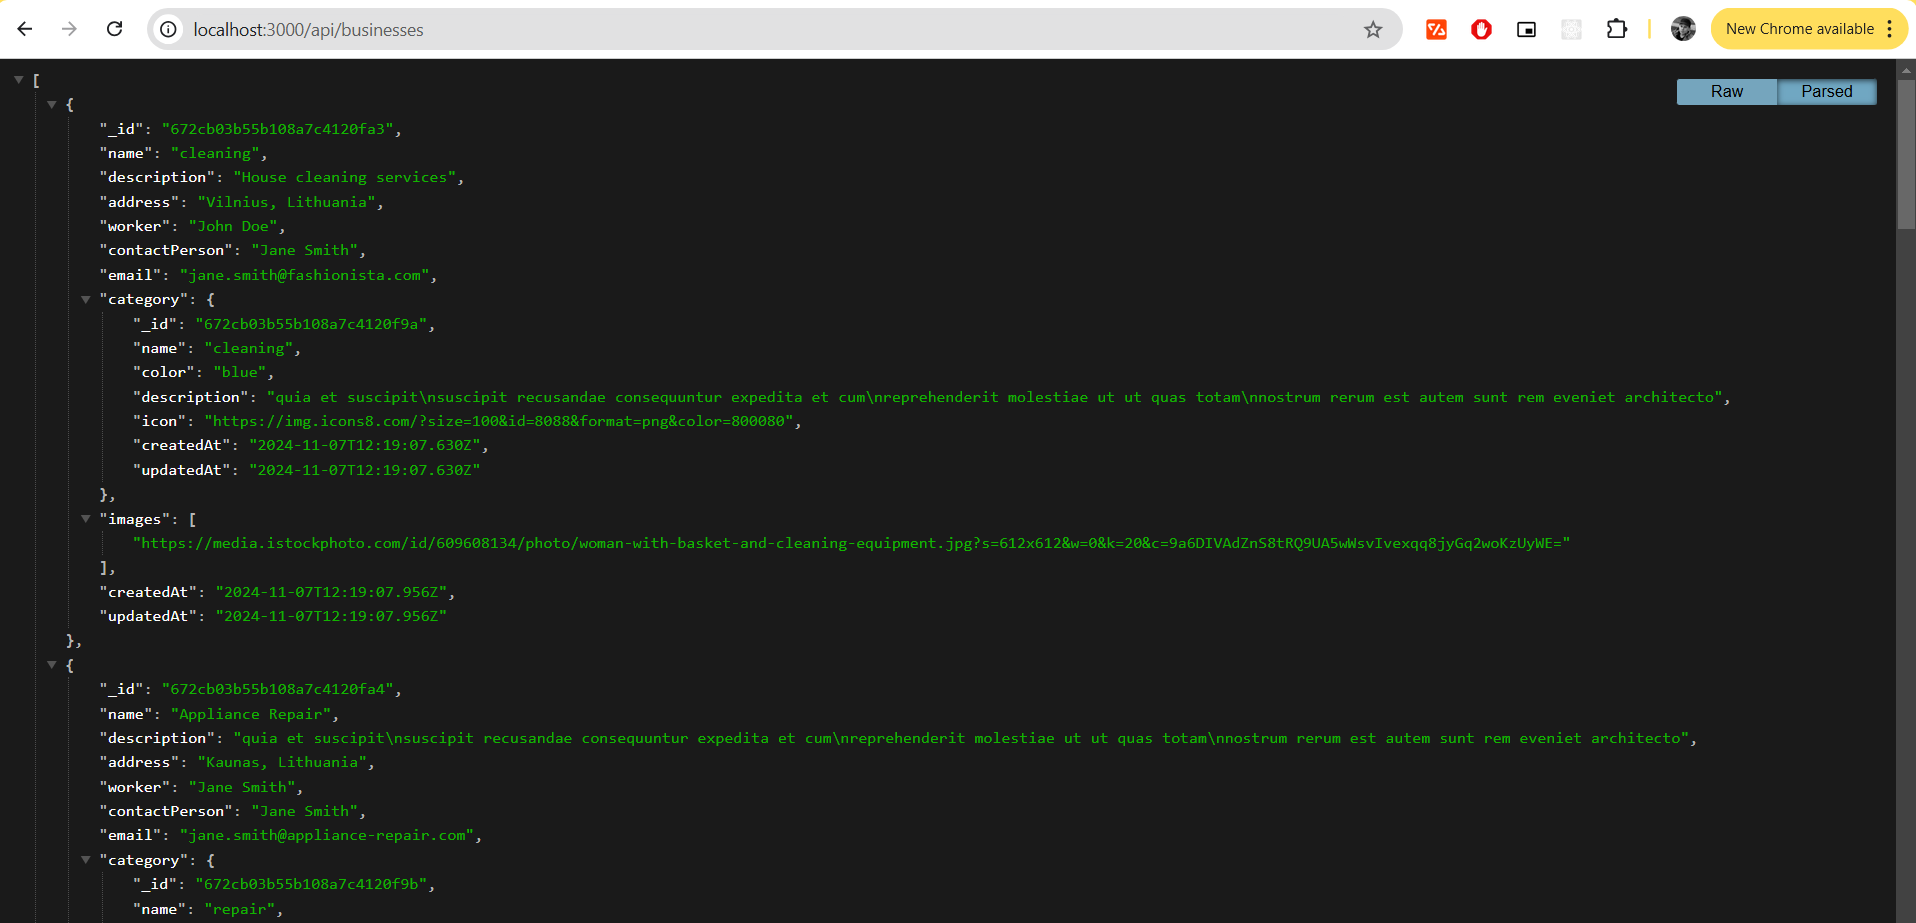 localhost:3000/api/businesses
New Chrome available
Raw Parsed
[
{
"_id": "672cb03b55b108a7c4120fa3",
"name": "cleaning",
"description": "House cleaning services",
"address": "Vilnius, Lithuania",
"worker": "John Doe",
"contactPerson": "Jane Smith",
"email": "jane.smith@fashionista.com",
"category": {
"_id": "672cb03b55b108a7c4120f9a",
"name": "cleaning",
"color": "blue",
"description": "quia et suscipit\nsuscipit recusandae consequuntur expedita et cum\nreprehenderit molestiae ut ut quas totam\nnostrum rerum est autem sunt rem eveniet architecto",
"icon": "https://img.icons8.com/?size=100&id=8088&format=png&color=800080",
"createdAt": "2024-11-07T12:19:07.630Z",
"updatedAt": "2024-11-07T12:19:07.630Z"
},
"images": [
"https://media.istockphoto.com/id/609608134/photo/woman-with-basket-and-cleaning-equipment.jpg?s=612x612&w=0&k=20&c=9a6DIVAdZnS8tRQ9UA5wWsvIvexqq8jyGq2woKzUyWE="
],
"createdAt": "2024-11-07T12:19:07.956Z",
"updatedAt": "2024-11-07T12:19:07.956Z"
},
{
"_id": "672cb03b55b108a7c4120fa4",
"name": "Appliance Repair",
"description": "quia et suscipit\nsuscipit recusandae consequuntur expedita et cum\nreprehenderit molestiae ut ut quas totam\nnostrum rerum est autem sunt rem eveniet architecto",
"address": "Kaunas, Lithuania",
"worker": "Jane Smith",
"contactPerson": "Jane Smith",
"email": "jane.smith@appliance-repair.com",
"category": {
"_id": "672cb03b55b108a7c4120f9b",
"name": "repair",